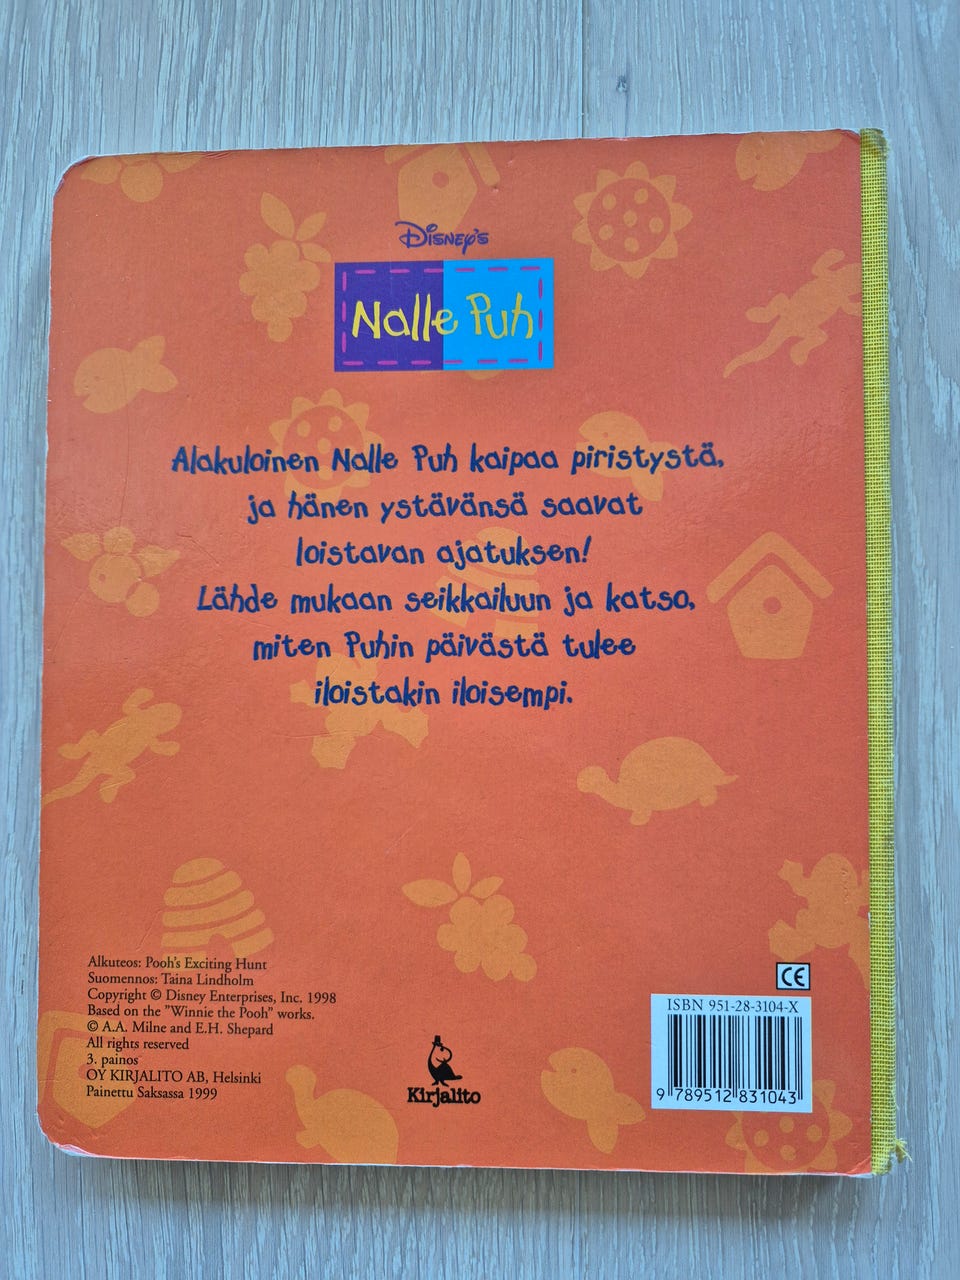 Disney's
Nalle Puh
Alakuloinen Nalle Puh kaipaa piristystä,
ja hänen ystävänsä saavat
loistavan ajatuksen!
Lähde mukaan seikkailuun ja katso,
miten Puhin päivästä tulee
iloistakin iloisempi.
Alkuteos: Pooh's Exciting Hunt
Suomennos: Taina Lindholm
Copyright © Disney Enterprises, Inc. 1998
Based on the "Winnie the Pooh" works.
© A.A. Milne and E.H. Shepard
All rights reserved
3. painos
OY KIRJALITO AB, Helsinki
Painettu Saksassa 1999
Kirjalito
CE
ISBN 951-28-3104-X
9 789512 831043